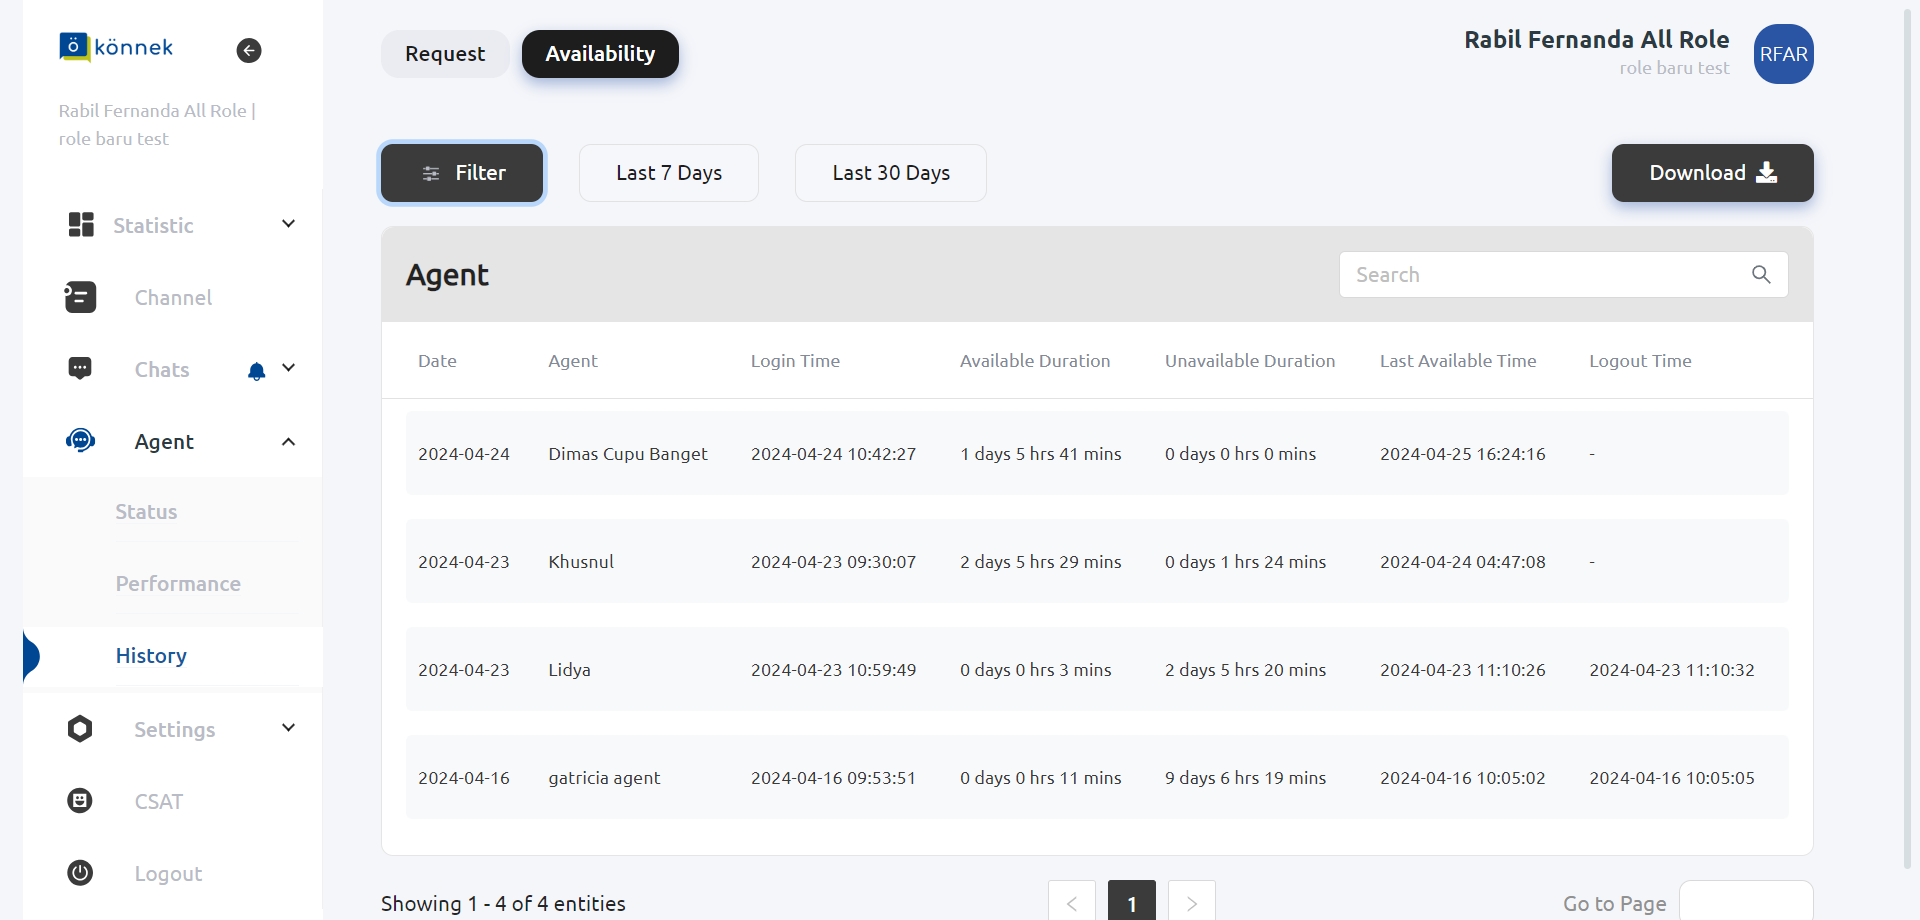 ö könnek
Rabil Fernanda All Role |
role baru test
Statistic
Channel
Chats
Agent
Status
Performance
History
Settings
CSAT
Logout
Request
Availability
Rabil Fernanda All Role
role baru test
RFAR
Filter
Last 7 Days
Last 30 Days
Download
Agent
Search
Date Agent Login Time Available Duration Unavailable Duration Last Available Time Logout Time
2024-04-24 Dimas Cupu Banget 2024-04-24 10:42:27 1 days 5 hrs 41 mins 0 days 0 hrs 0 mins 2024-04-25 16:24:16 -
2024-04-23 Khusnul 2024-04-23 09:30:07 2 days 5 hrs 29 mins 0 days 1 hrs 24 mins 2024-04-24 04:47:08 -
2024-04-23 Lidya 2024-04-23 10:59:49 0 days 0 hrs 3 mins 2 days 5 hrs 20 mins 2024-04-23 11:10:26 2024-04-23 11:10:32
2024-04-16 gatricia agent 2024-04-16 09:53:51 0 days 0 hrs 11 mins 9 days 6 hrs 19 mins 2024-04-16 10:05:02 2024-04-16 10:05:05
Showing 1 - 4 of 4 entities
< 1 >
Go to Page